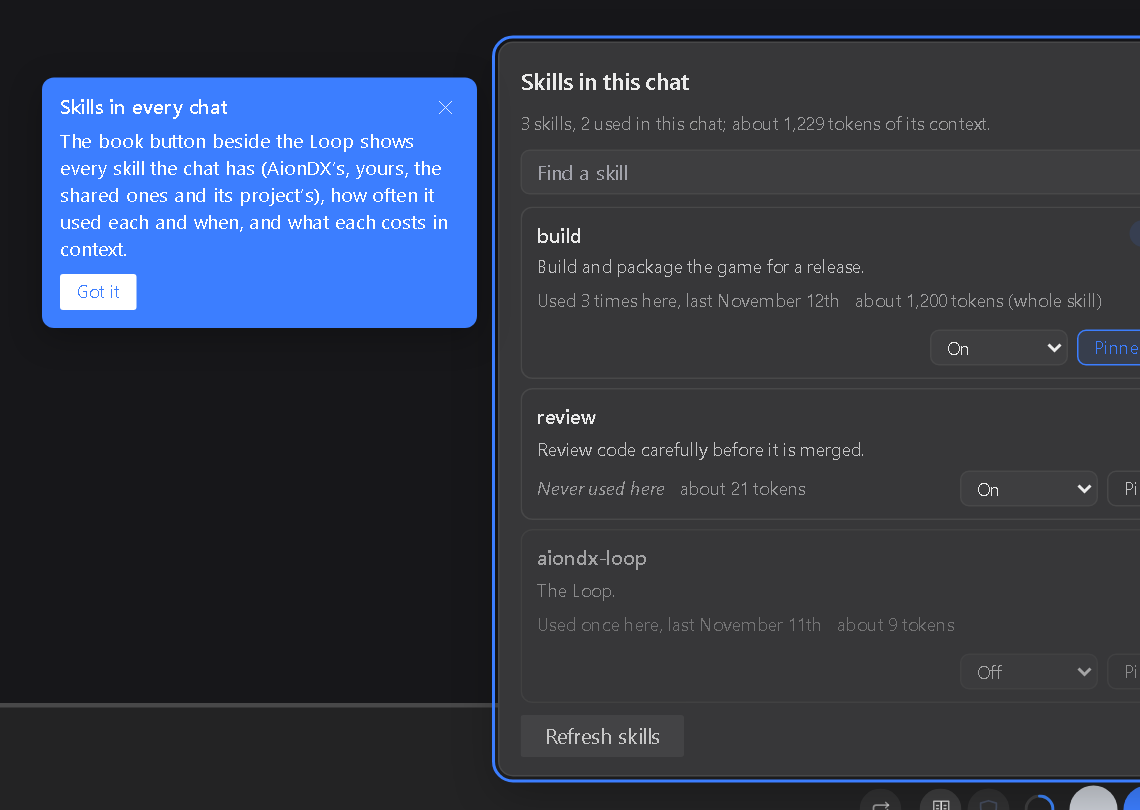 Skills in every chat
The book button beside the Loop shows
every skill the chat has (AionDX's, yours, the
shared ones and its project's), how often it
used each and when, and what each costs in
context.
Got it
Skills in this chat
3 skills, 2 used in this chat; about 1,229 tokens of its context.
Find a skill
build
Build and package the game for a release.
Used 3 times here, last November 12th about 1,200 tokens (whole skill)
On Pinne
review
Review code carefully before it is merged.
Never used here about 21 tokens On Pi
aiondx-loop
The Loop.
Used once here, last November 11th about 9 tokens
Off Pi
Refresh skills